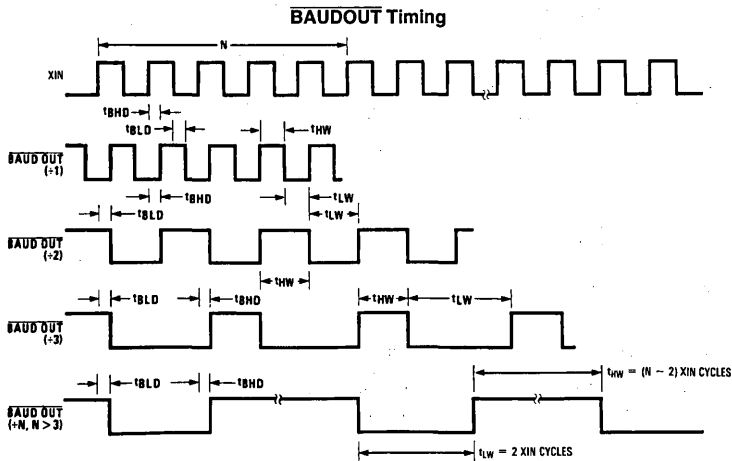 BAUDOUT Timing
N
XIN
tBHD
tBLD
tHW
BAUD OUT
(÷1)
tBHD
tLW
tBLD
tLW
BAUD OUT
(÷2)
tHW
tBLD
tBHD
tHW
tLW
BAUD OUT
(÷3)
tHW = (N - 2) XIN CYCLES
tBLD
tBHD
BAUD OUT
(÷N, N > 3)
tLW = 2 XIN CYCLES